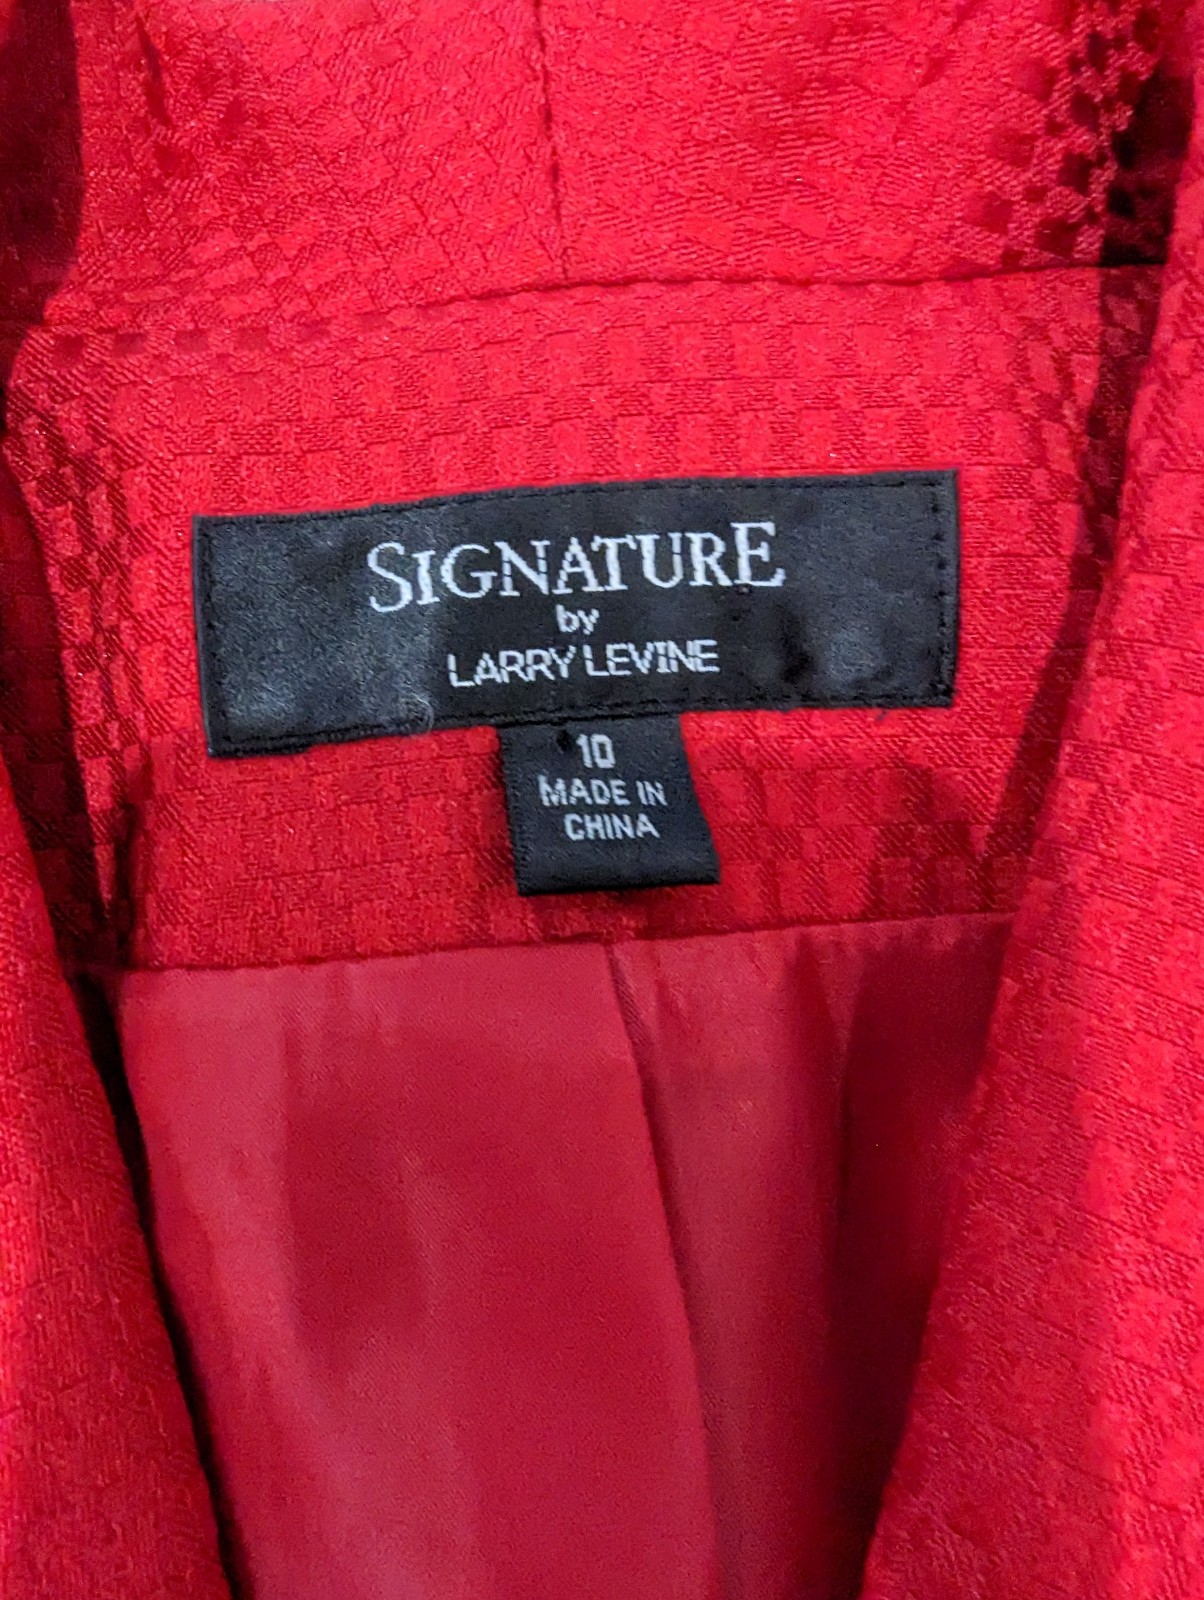 SIGNATURE
by
LARRY LEVINE
10
MADE IN
CHINA